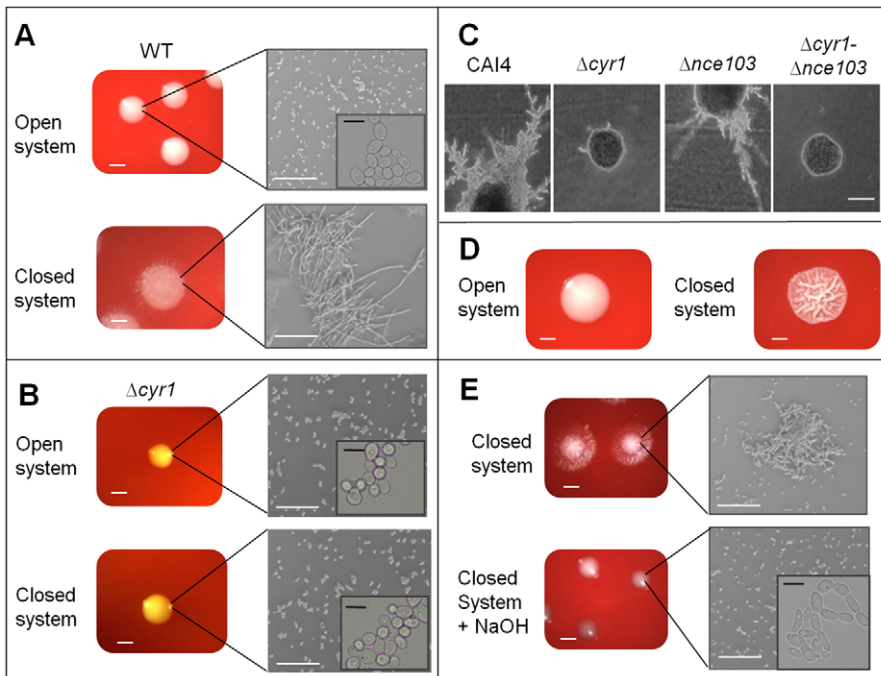 A
WT
Open
system
Closed
system
B
Δcyr1
Open
system
Closed
system
C
CAI4
Δcyr1
Δnce103
Δcyr1-
Δnce103
D
Open
system
Closed
system
E
Closed
system
Closed
System
+ NaOH